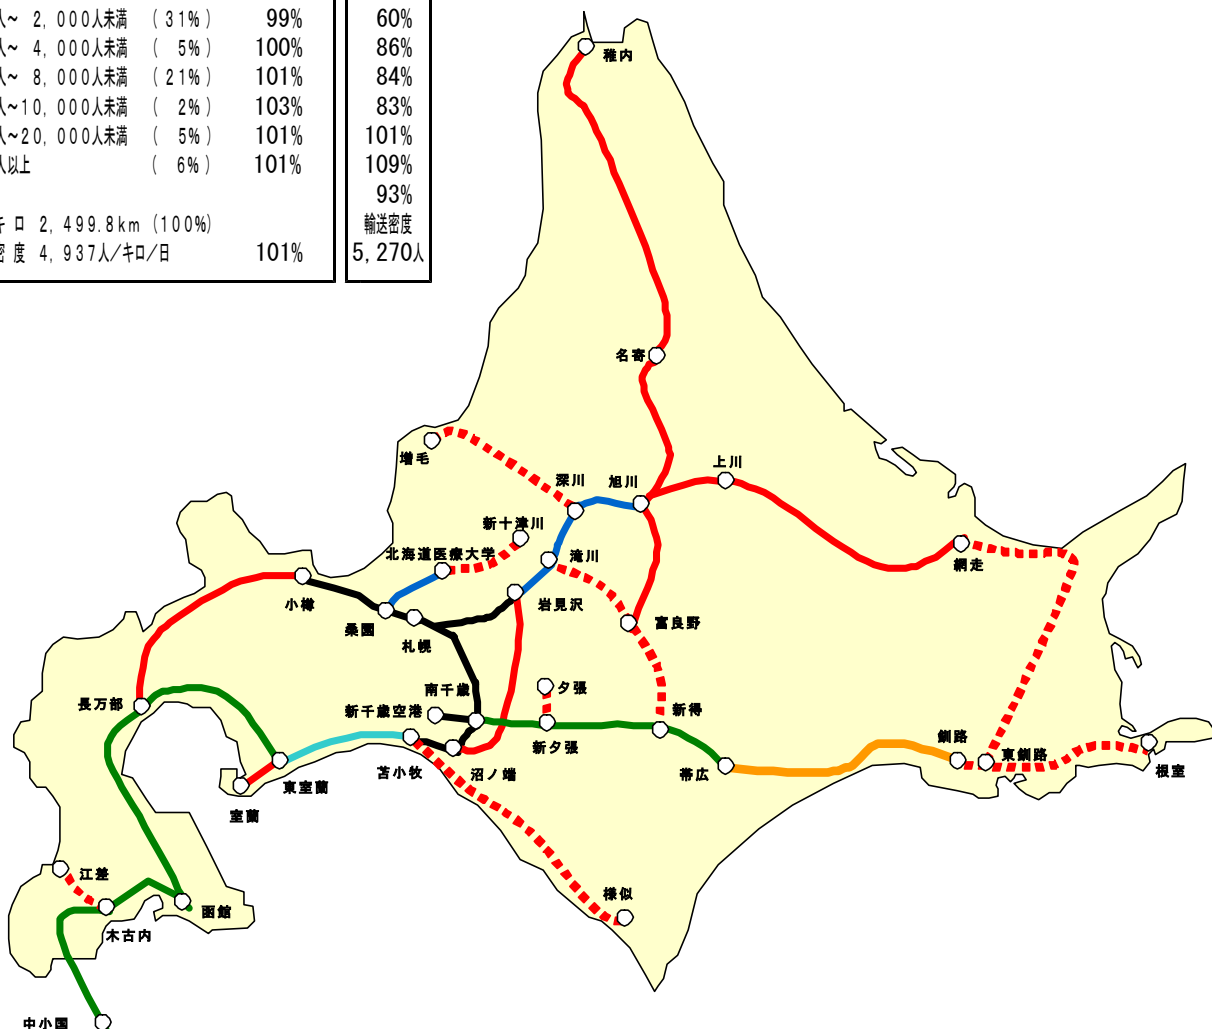 人～ 2,000人未満 ( 31%) 99% 60%
人～ 4,000人未満 ( 5%) 100% 86%
人～ 8,000人未満 ( 21%) 101% 84%
人～10,000人未満 ( 2%) 103% 83%
人～20,000人未満 ( 5%) 101% 101%
人以上 ( 6%) 101% 109%
93%
キ ロ 2,499.8km (100%) 輸送密度
密 度 4,937人/キロ/日 101% 5,270人
稚内
名寄
増毛
上川
深川
旭川
新十津川
北海道医療大学
滝川
網走
小樽
岩見沢
桑園
札幌
富良野
南千歳
夕張
長万部
新千歳空港
新得
新夕張
釧路
東釧路
根室
苫小牧
沼ノ端
帯広
東室蘭
室蘭
江差
様似
函館
木古内
中小国